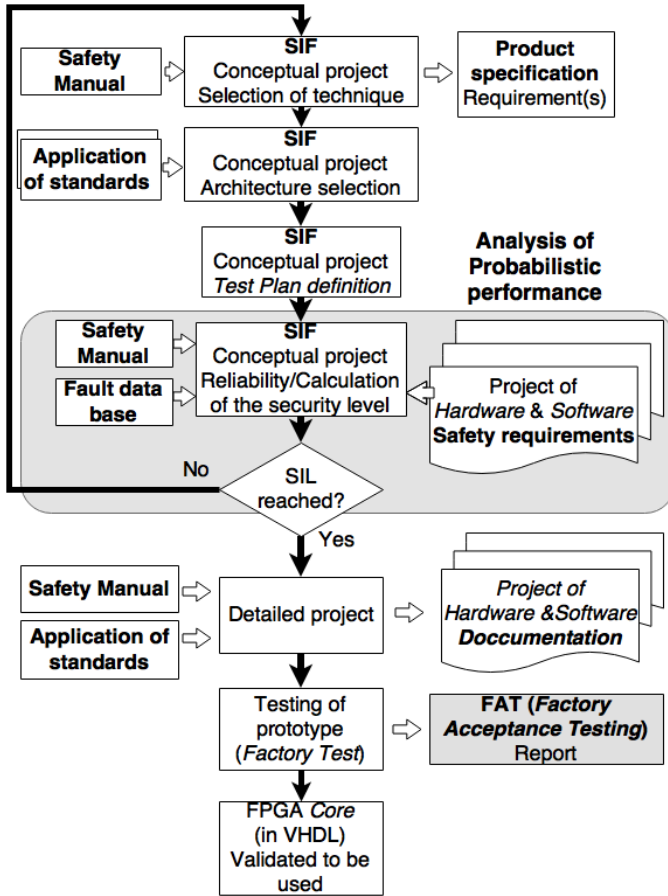 Safety
Manual
SIF
Conceptual project
Selection of technique
Product
specification
Requirement(s)
Application
of standards
SIF
Conceptual project
Architecture selection
SIF
Conceptual project
Test Plan definition
Analysis of
Probabilistic
performance
Safety
Manual
Fault data
base
SIF
Conceptual project
Reliability/Calculation
of the security level
Project of
Hardware & Software
Safety requirements
No
SIL
reached?
Yes
Safety Manual
Application of
standards
Detailed project
Project of
Hardware &Software
Doccumentation
Testing of
prototype
(Factory Test)
FAT (Factory
Acceptance Testing)
Report
FPGA Core
(in VHDL)
Validated to be
used